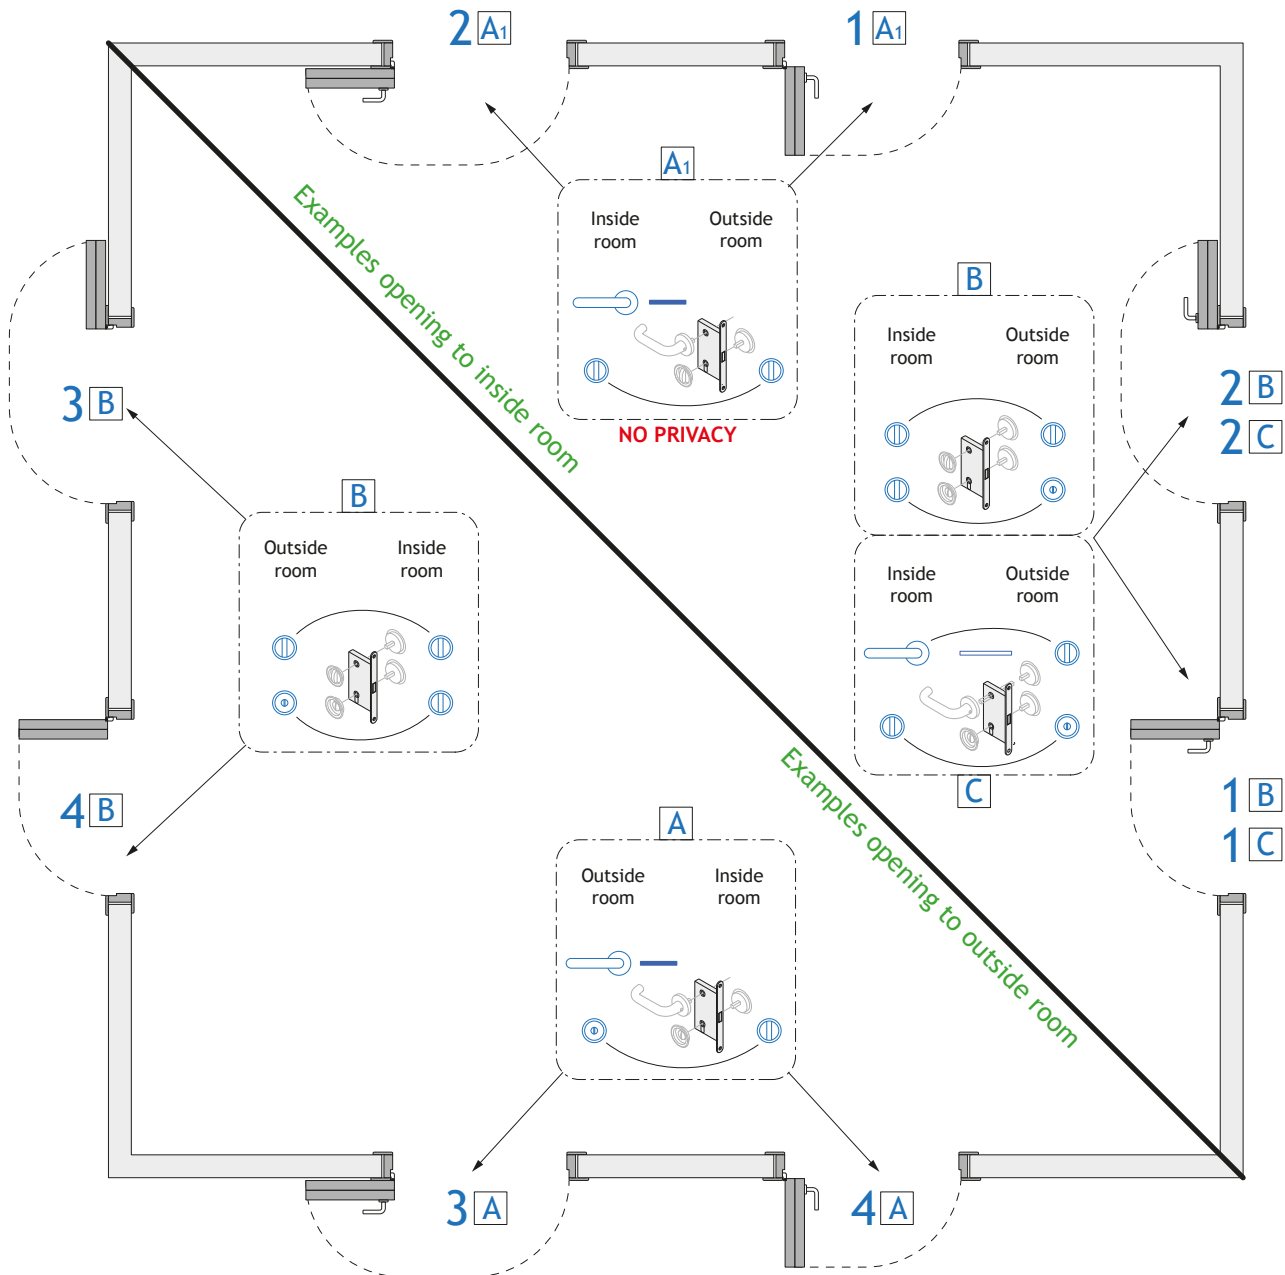 2 A1
1 A1
A1
Inside
room
Outside
room
NO PRIVACY
Examples opening to inside room
B
Inside
room
Outside
room
2 B
2 C
3 B
B
Outside
room
Inside
room
Inside
room
Outside
room
C
Examples opening to outside room
4 B
1 B
1 C
A
Outside
room
Inside
room
3 A
4 A